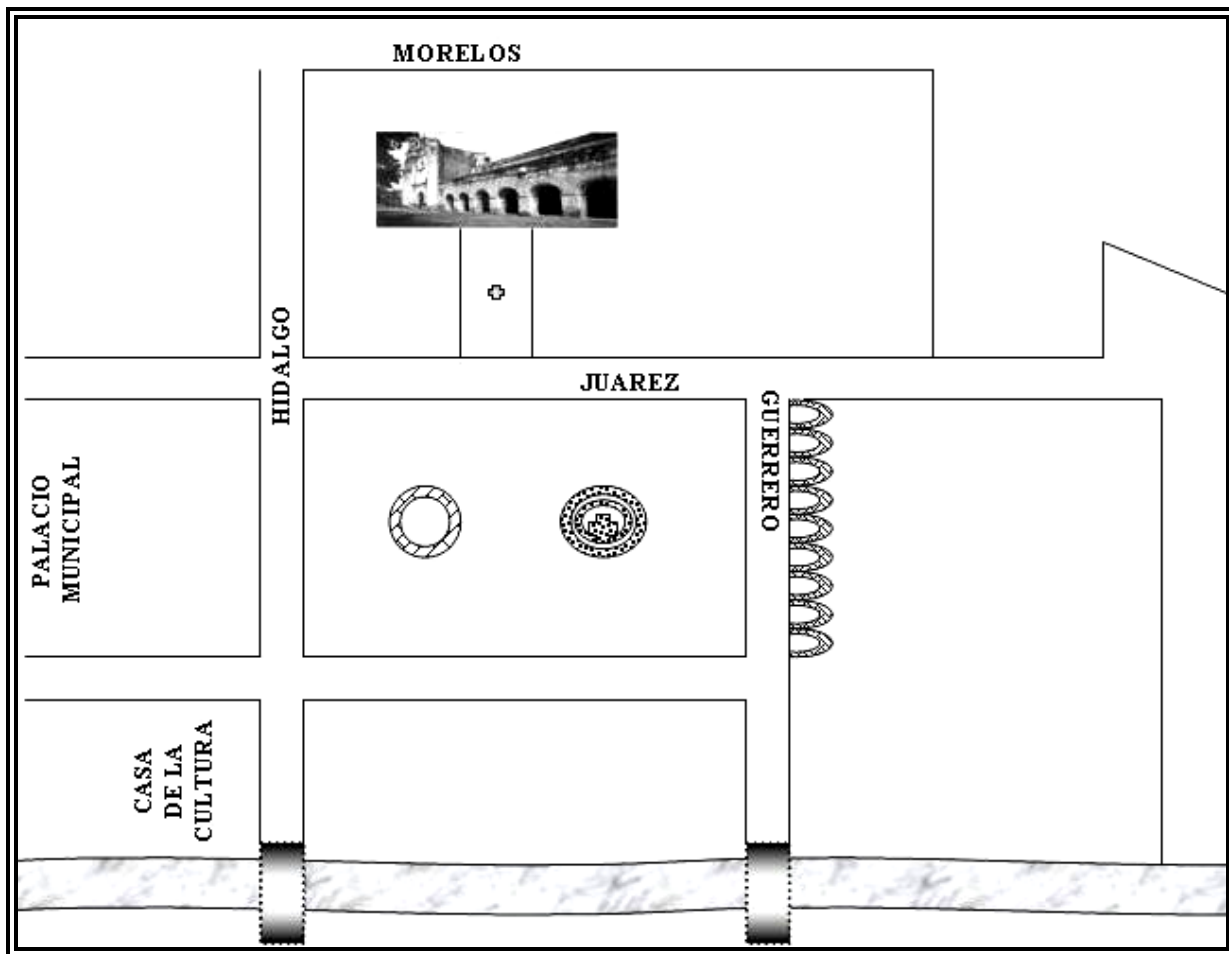 MORELOS
HIDALGO
JUAREZ
GUERRERO
PALACIO
MUNICIPAL
CASA
DE LA
CULTURA